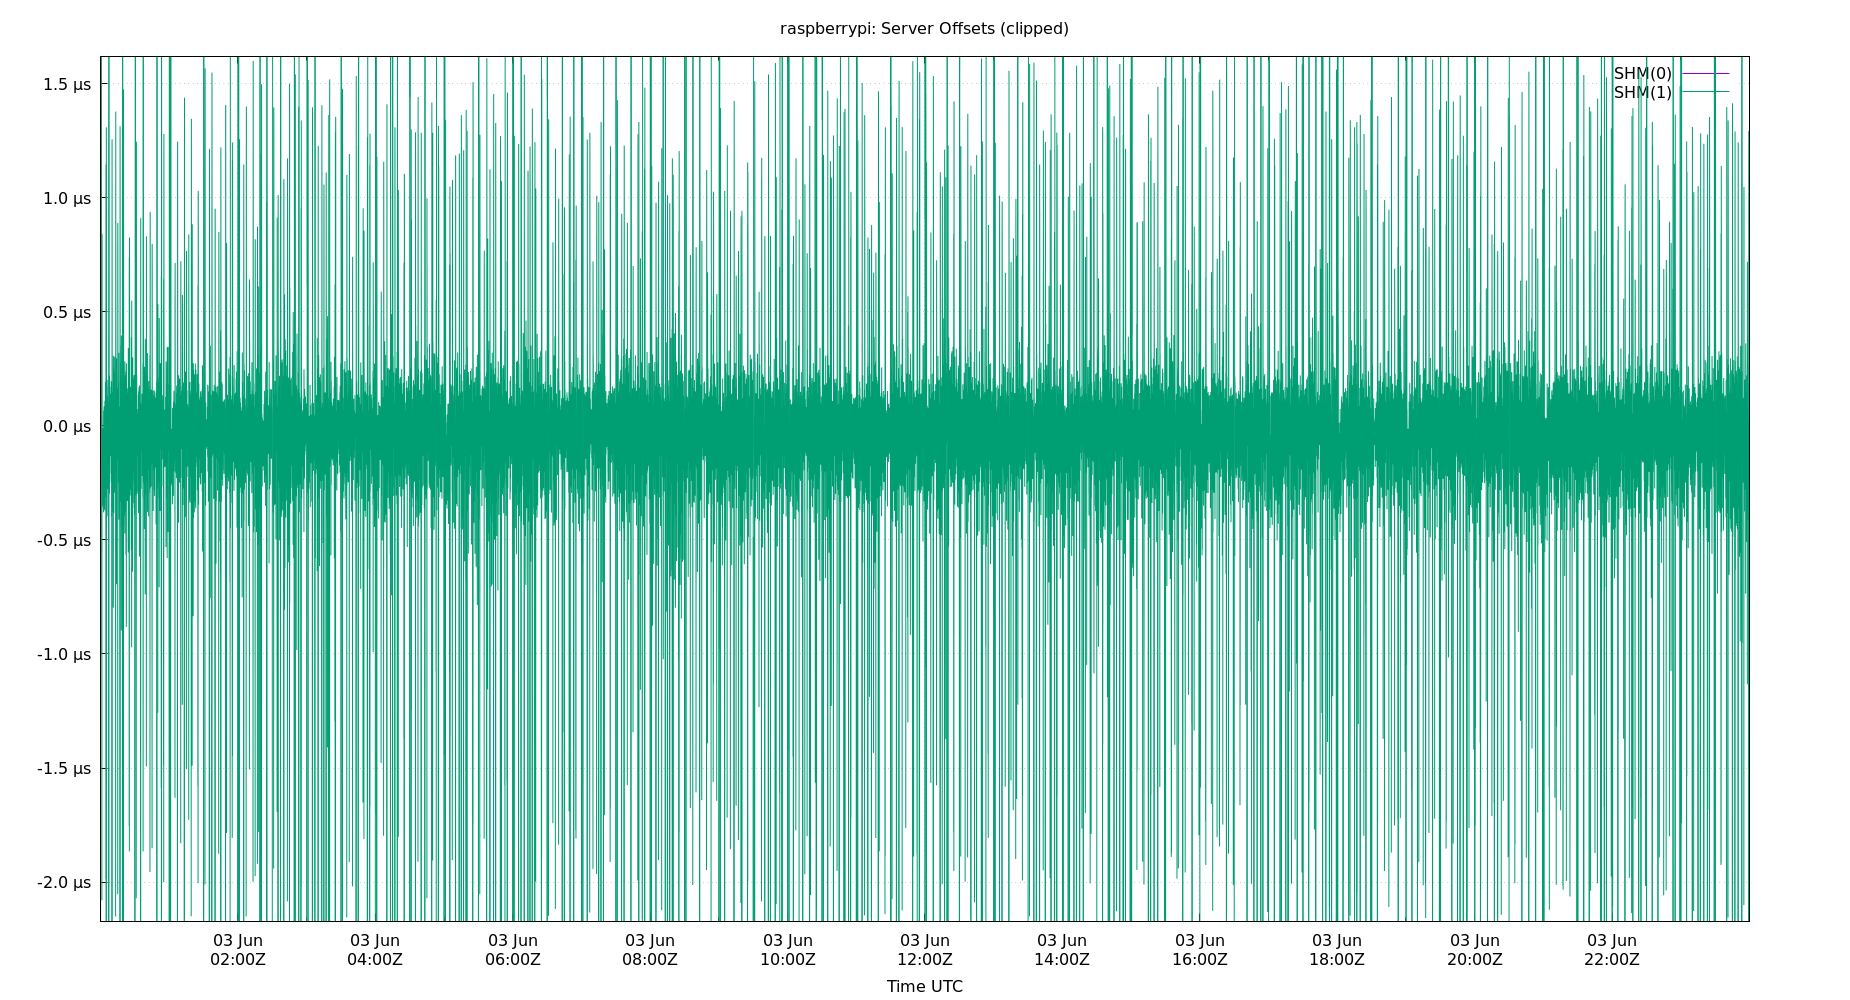 raspberrypi: Server Offsets (clipped)
SHM(0)
SHM(1)
1.5 µs
1.0 µs
0.5 µs
0.0 µs
-0.5 µs
-1.0 µs
-1.5 µs
-2.0 µs
03 Jun 03 Jun 03 Jun 03 Jun 03 Jun 03 Jun 03 Jun 03 Jun 03 Jun 03 Jun 03 Jun
02:00Z 04:00Z 06:00Z 08:00Z 10:00Z 12:00Z 14:00Z 16:00Z 18:00Z 20:00Z 22:00Z
Time UTC